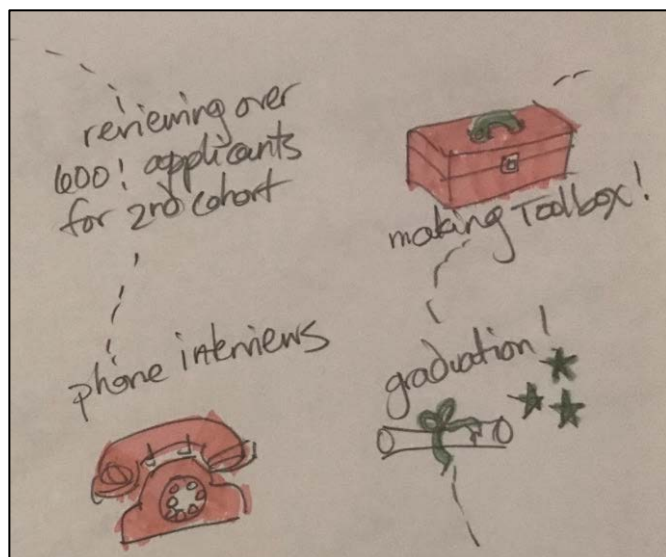 reviewing over
600! applicants
for 2nd cohort
phone interviews
making Toolbox!
graduation!